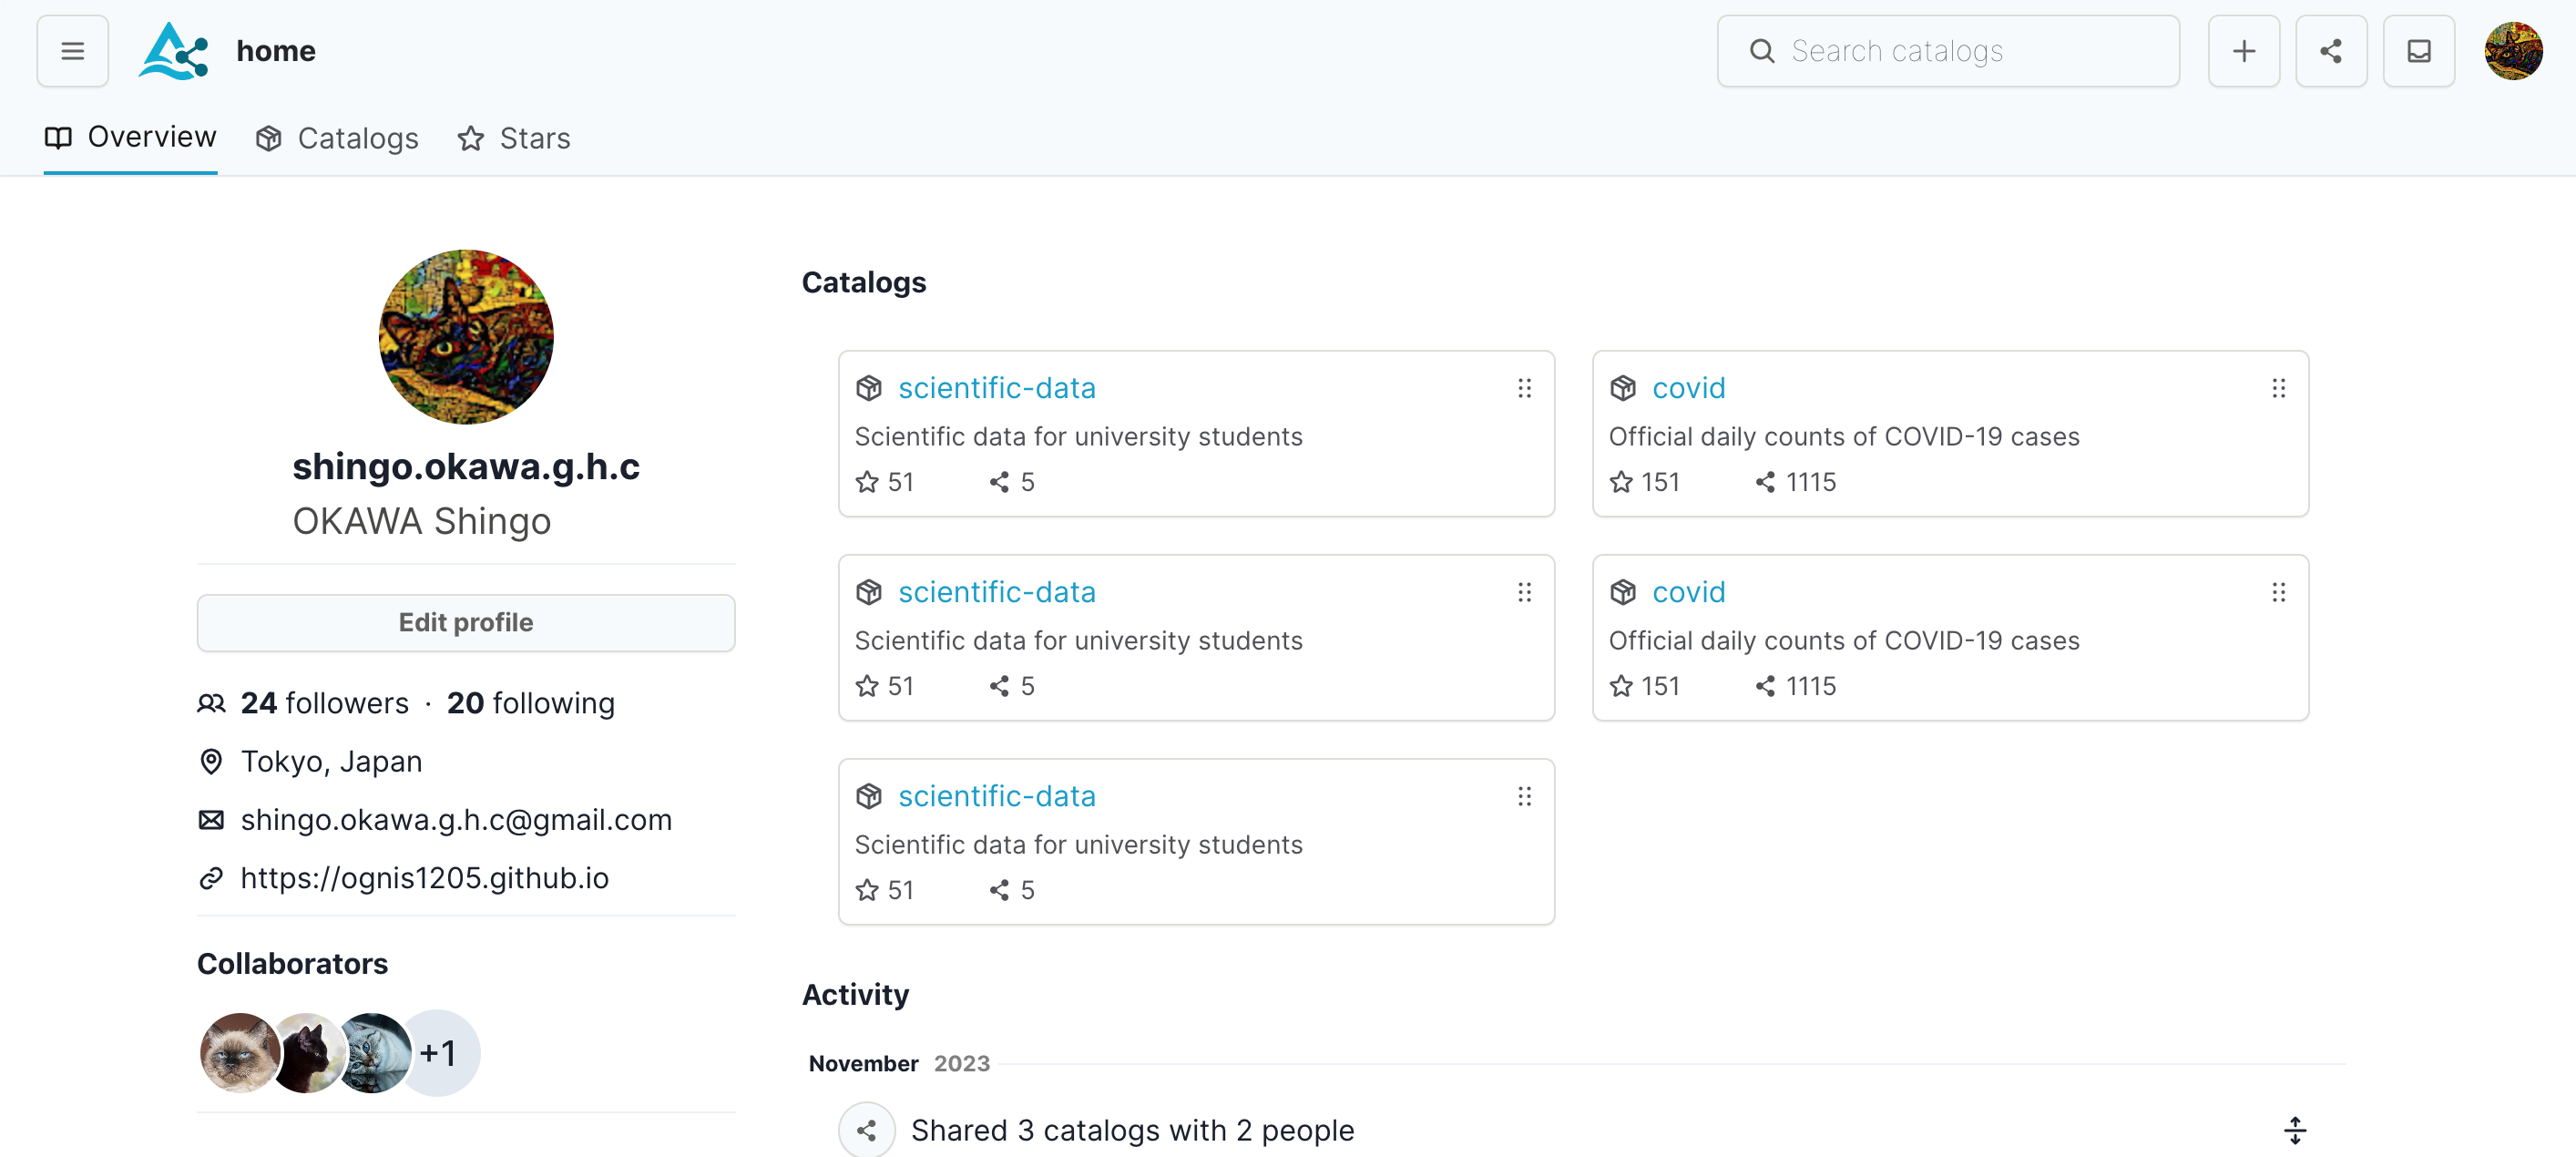 home
Search catalogs
Overview
Catalogs
Stars
shingo.okawa.g.h.c
OKAWA Shingo
Edit profile
24 followers · 20 following
Tokyo, Japan
shingo.okawa.g.h.c@gmail.com
https://ognis1205.github.io
Collaborators
+1
Catalogs
scientific-data
Scientific data for university students
51 5
covid
Official daily counts of COVID-19 cases
151 1115
scientific-data
Scientific data for university students
51 5
covid
Official daily counts of COVID-19 cases
151 1115
scientific-data
Scientific data for university students
51 5
Activity
November 2023
Shared 3 catalogs with 2 people